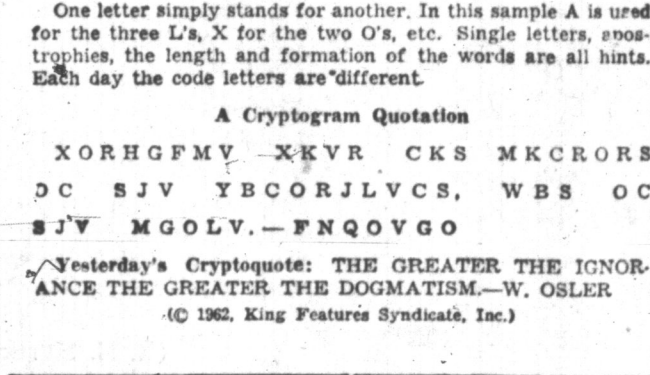 One letter simply stands for another. In this sample A is used
for the three L's, X for the two O's, etc. Single letters, apos-
trophies, the length and formation of the words are all hints.
Each day the code letters are different.
A Cryptogram Quotation
XORHGFMV XKVR CKS MKCRORS
OC SJV YBCORJLVCS, WBS OC
SJV MGOLV.—FNQOVGO
Yesterday's Cryptoquote: THE GREATER THE IGNOR-
ANCE THE GREATER THE DOGMATISM.—W. OSLER
(© 1962, King Features Syndicate, Inc.)